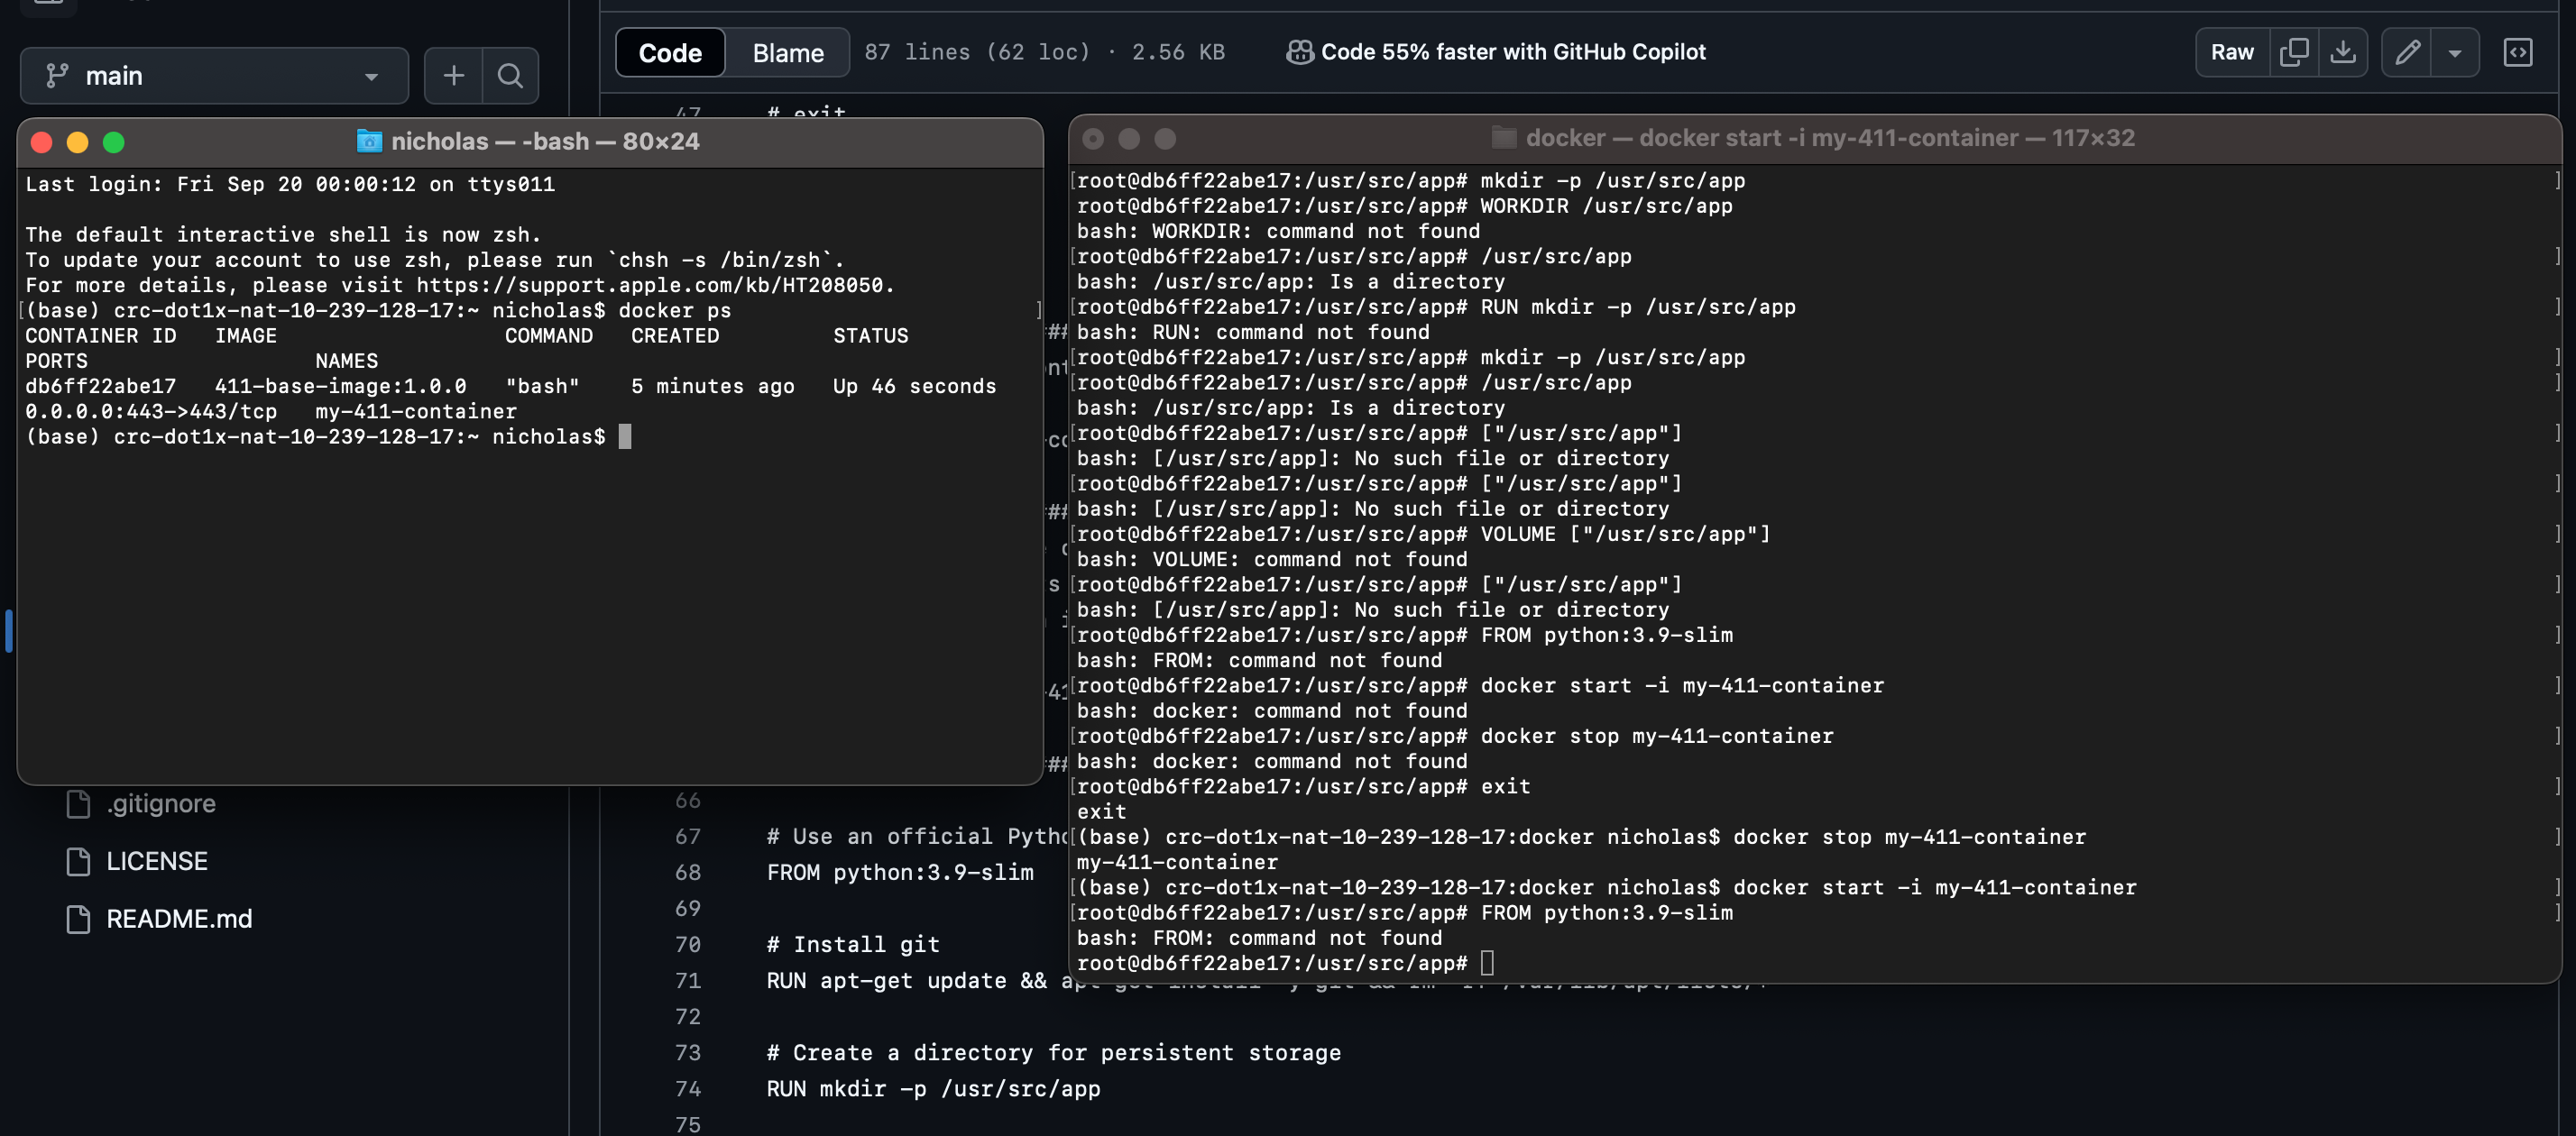 main
Code
Blame
87 lines (62 loc) · 2.56 KB
Code 55% faster with GitHub Copilot
Raw
47 # exit
nicholas — -bash — 80×24
Last login: Fri Sep 20 00:00:12 on ttys011
The default interactive shell is now zsh.
To update your account to use zsh, please run `chsh -s /bin/zsh`.
For more details, please visit https://support.apple.com/kb/HT208050.
[(base) crc-dot1x-nat-10-239-128-17:~ nicholas$ docker ps ]
CONTAINER ID IMAGE COMMAND CREATED STATUS
PORTS NAMES
db6ff22abe17 411-base-image:1.0.0 "bash" 5 minutes ago Up 46 seconds
0.0.0.0:443->443/tcp my-411-container
(base) crc-dot1x-nat-10-239-128-17:~ nicholas$
docker — docker start -i my-411-container — 117×32
[root@db6ff22abe17:/usr/src/app# mkdir -p /usr/src/app ]
root@db6ff22abe17:/usr/src/app# WORKDIR /usr/src/app
bash: WORKDIR: command not found
[root@db6ff22abe17:/usr/src/app# /usr/src/app ]
bash: /usr/src/app: Is a directory
[root@db6ff22abe17:/usr/src/app# RUN mkdir -p /usr/src/app ]
bash: RUN: command not found
[root@db6ff22abe17:/usr/src/app# mkdir -p /usr/src/app ]
[root@db6ff22abe17:/usr/src/app# /usr/src/app ]
bash: /usr/src/app: Is a directory
[root@db6ff22abe17:/usr/src/app# ["/usr/src/app"] ]
bash: [/usr/src/app]: No such file or directory
[root@db6ff22abe17:/usr/src/app# ["/usr/src/app"] ]
bash: [/usr/src/app]: No such file or directory
[root@db6ff22abe17:/usr/src/app# VOLUME ["/usr/src/app"] ]
bash: VOLUME: command not found
[root@db6ff22abe17:/usr/src/app# ["/usr/src/app"] ]
bash: [/usr/src/app]: No such file or directory
[root@db6ff22abe17:/usr/src/app# FROM python:3.9-slim ]
bash: FROM: command not found
[root@db6ff22abe17:/usr/src/app# docker start -i my-411-container ]
bash: docker: command not found
[root@db6ff22abe17:/usr/src/app# docker stop my-411-container ]
bash: docker: command not found
[root@db6ff22abe17:/usr/src/app# exit ]
exit
[(base) crc-dot1x-nat-10-239-128-17:docker nicholas$ docker stop my-411-container ]
my-411-container
[(base) crc-dot1x-nat-10-239-128-17:docker nicholas$ docker start -i my-411-container ]
[root@db6ff22abe17:/usr/src/app# FROM python:3.9-slim ]
bash: FROM: command not found
root@db6ff22abe17:/usr/src/app#
.gitignore
LICENSE
README.md
66
67 # Use an official Pytho
68 FROM python:3.9-slim
69
70 # Install git
71 RUN apt-get update && apt-get install -y git && rm -rf /var/lib/apt/lists/*
72
73 # Create a directory for persistent storage
74 RUN mkdir -p /usr/src/app
75